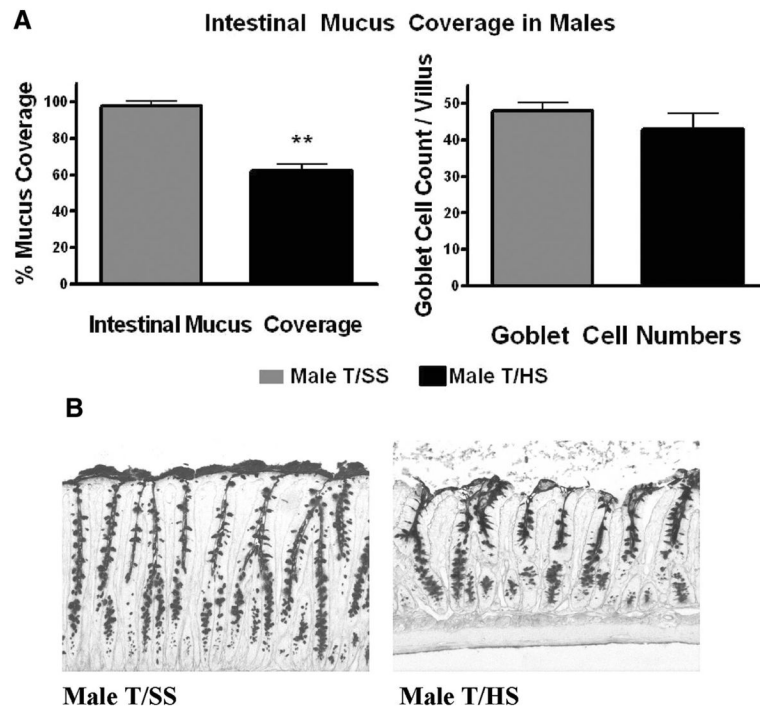 A
Intestinal Mucus Coverage in Males
% Mucus Coverage
100
80
60
40
20
0
**
Intestinal Mucus Coverage
Goblet Cell Count / Villus
50
40
30
20
10
0
Goblet Cell Numbers
Male T/SS
Male T/HS
B
Male T/SS
Male T/HS